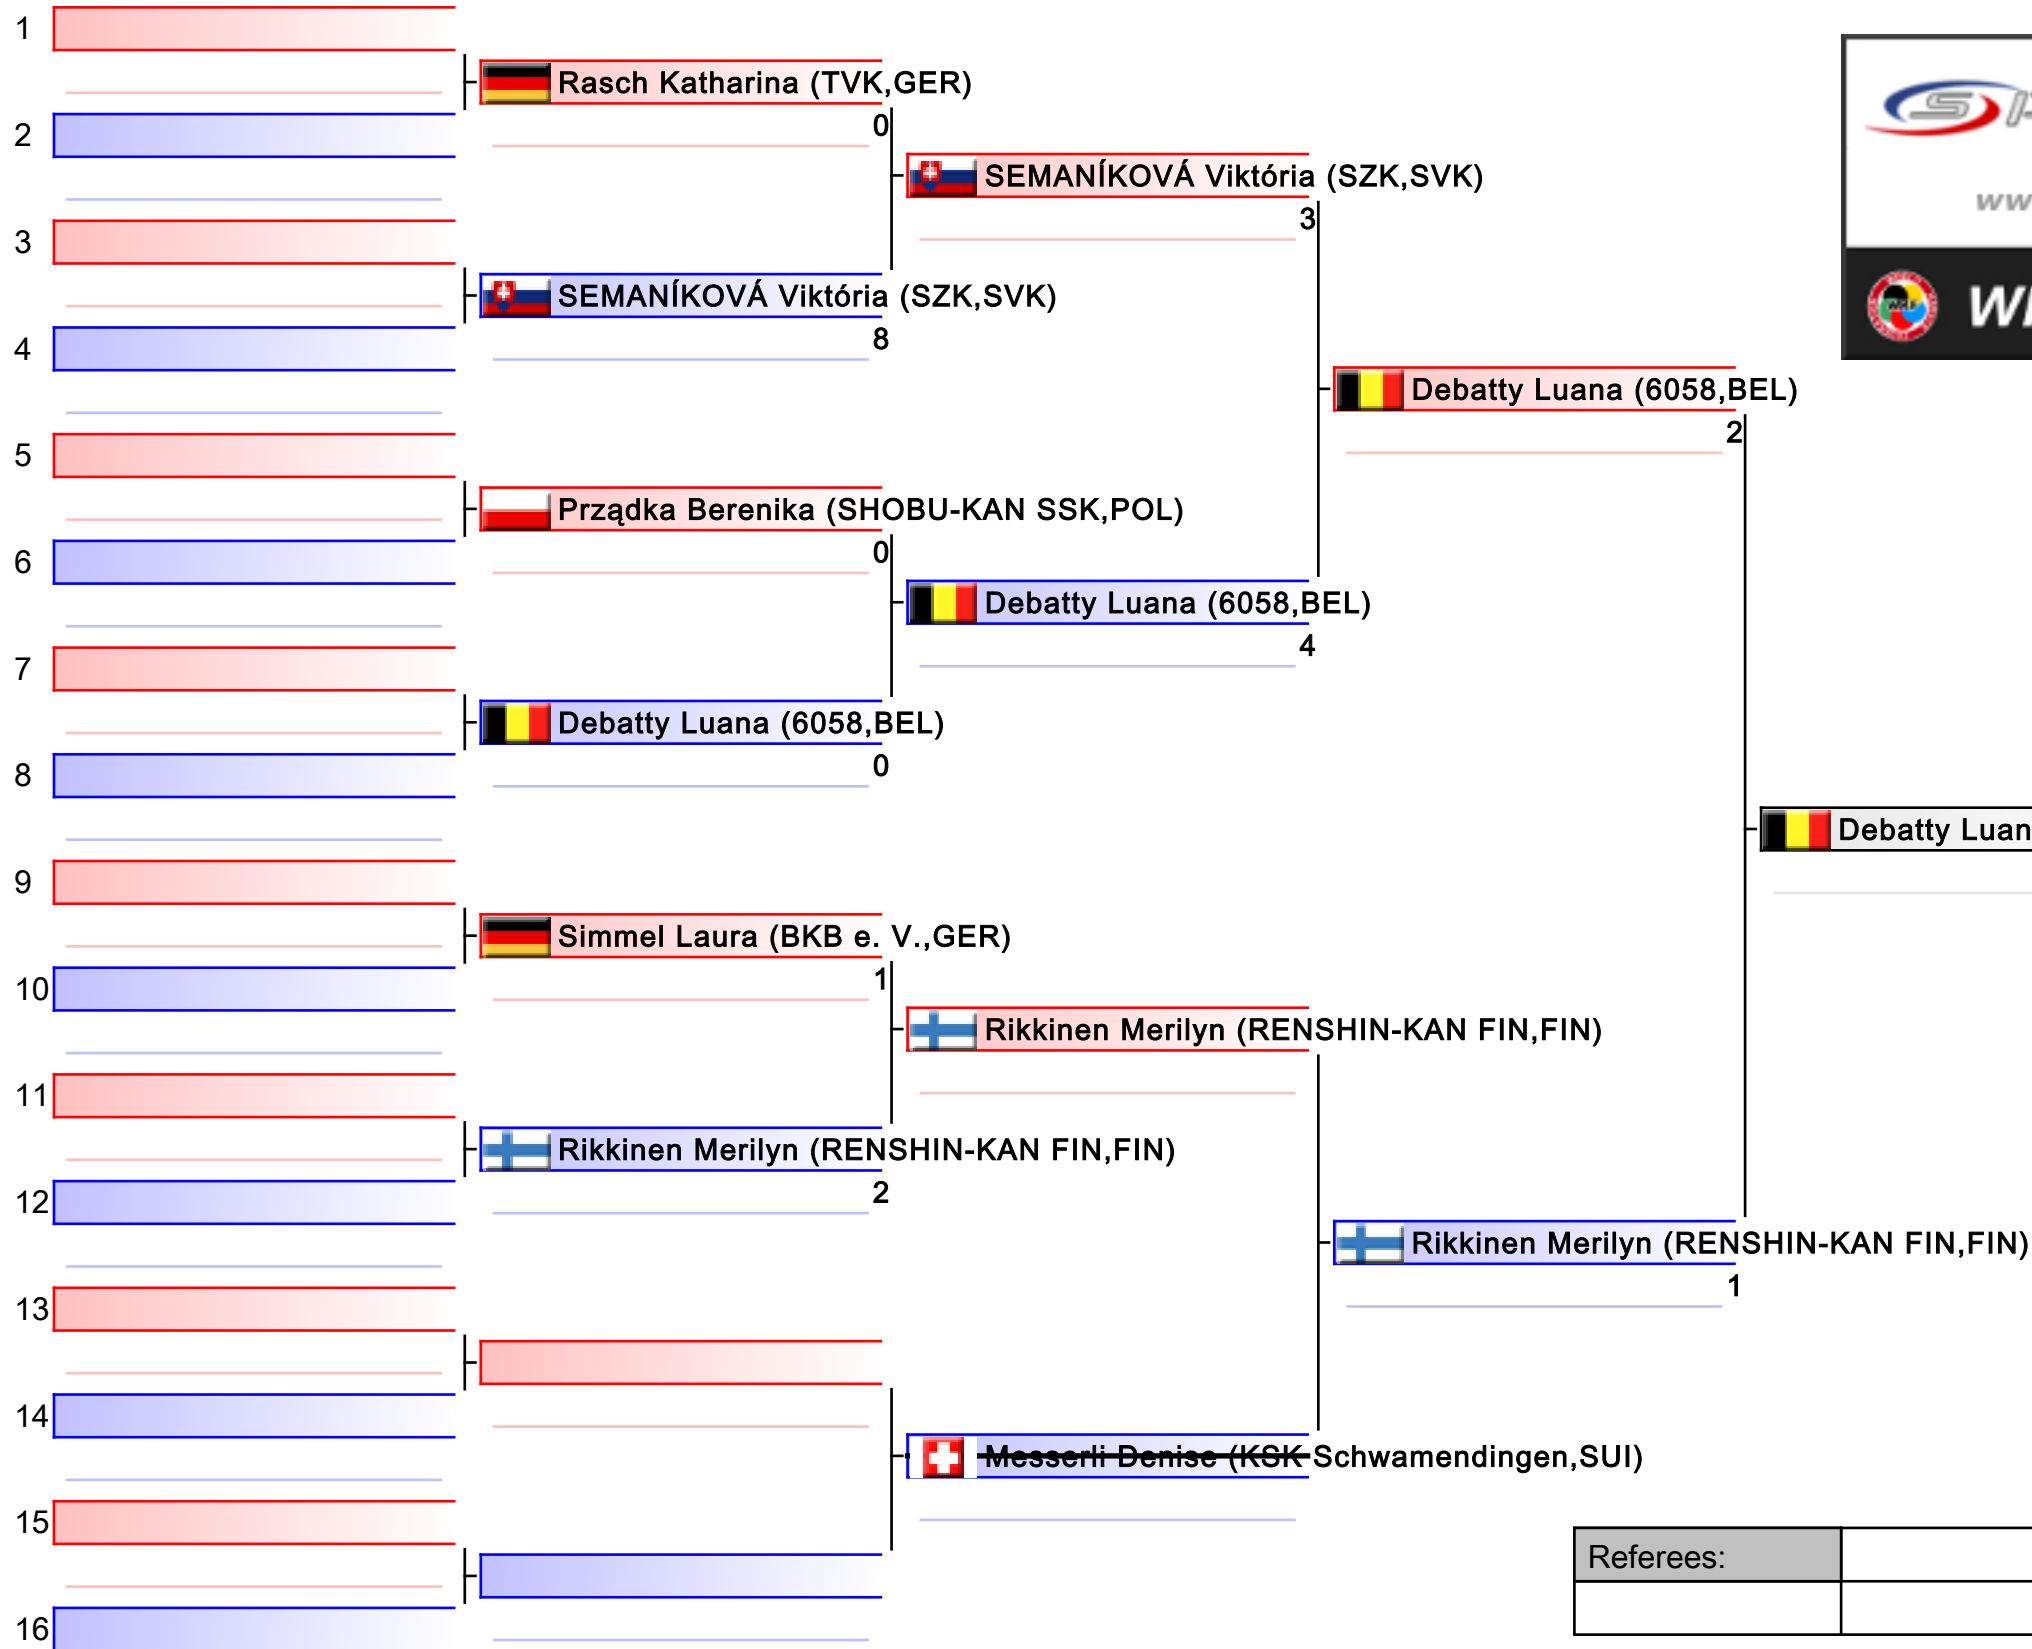 1
Rasch Katharina (TVK,GER)
0
2
SEMANÍKOVÁ Viktória (SZK,SVK)
3
3
SEMANÍKOVÁ Viktória (SZK,SVK)
8
4
Debatty Luana (6058,BEL)
2
5
Prządka Berenika (SHOBU-KAN SSK,POL)
0
6
Debatty Luana (6058,BEL)
4
7
Debatty Luana (6058,BEL)
0
8
Debatty Luan
9
Simmel Laura (BKB e. V.,GER)
1
10
Rikkinen Merilyn (RENSHIN-KAN FIN,FIN)
11
Rikkinen Merilyn (RENSHIN-KAN FIN,FIN)
2
12
Rikkinen Merilyn (RENSHIN-KAN FIN,FIN)
1
13
14
Messerli Denise (KSK Schwamendingen,SUI)
15
Referees:
16
ww
WKF